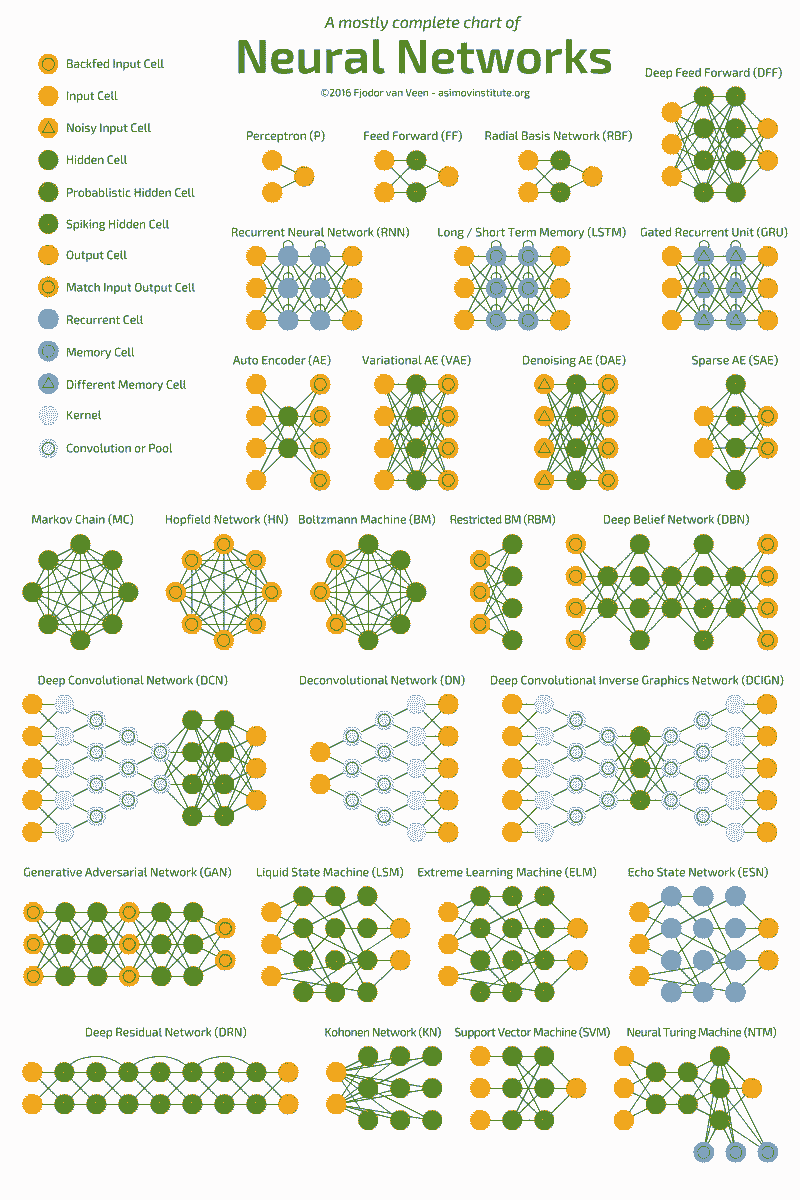 A mostly complete chart of
Neural Networks
©2016 Fjodor van Veen - asimovinstitute.org
Backfed Input Cell
Input Cell
Noisy Input Cell
Hidden Cell
Probablistic Hidden Cell
Spiking Hidden Cell
Output Cell
Match Input Output Cell
Recurrent Cell
Memory Cell
Different Memory Cell
Kernel
Convolution or Pool
Deep Feed Forward (DFF)
Perceptron (P)
Feed Forward (FF)
Radial Basis Network (RBF)
Recurrent Neural Network (RNN)
Long / Short Term Memory (LSTM)
Gated Recurrent Unit (GRU)
Auto Encoder (AE)
Variational AE (VAE)
Denoising AE (DAE)
Sparse AE (SAE)
Markov Chain (MC)
Hopfield Network (HN)
Boltzmann Machine (BM)
Restricted BM (RBM)
Deep Belief Network (DBN)
Deep Convolutional Network (DCN)
Deconvolutional Network (DN)
Deep Convolutional Inverse Graphics Network (DCIGN)
Generative Adversarial Network (GAN)
Liquid State Machine (LSM)
Extreme Learning Machine (ELM)
Echo State Network (ESN)
Deep Residual Network (DRN)
Kohonen Network (KN)
Support Vector Machine (SVM)
Neural Turing Machine (NTM)